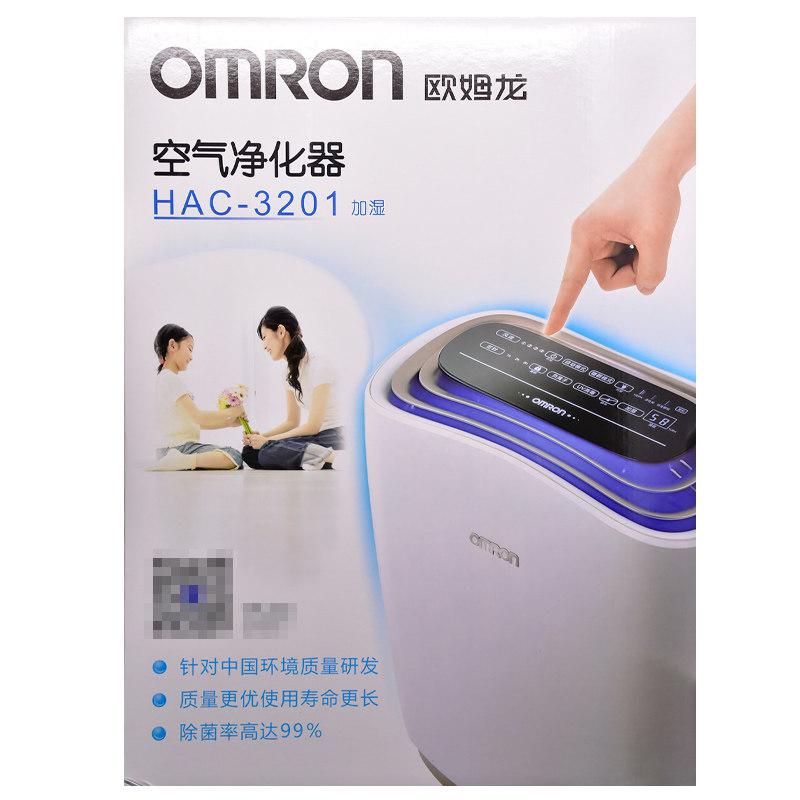 OMRON 欧姆龙
空气净化器
HAC-3201 加湿
OMRON
58
OMRON
针对中国环境质量研发
质量更优使用寿命更长
除菌率高达99%